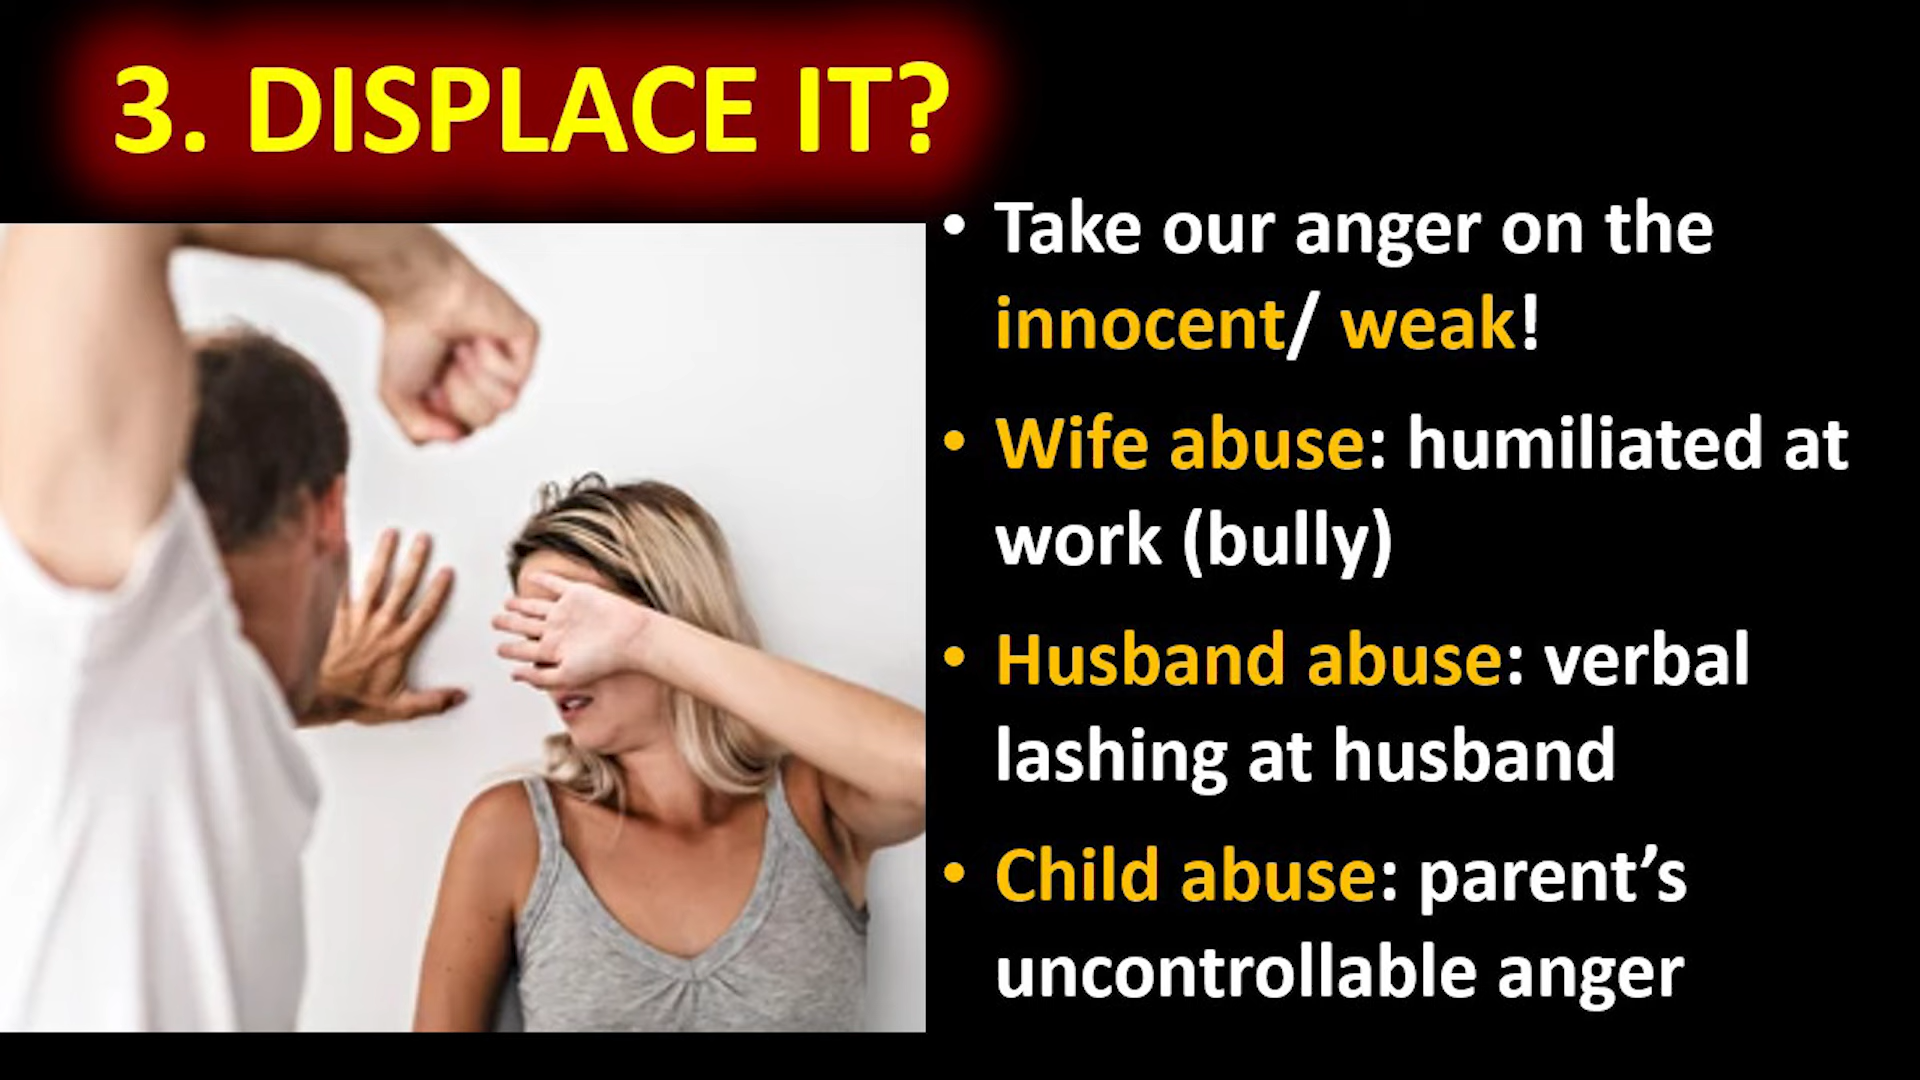 3. DISPLACE IT?
• Take our anger on the
innocent/ weak!
• Wife abuse: humiliated at
work (bully)
• Husband abuse: verbal
lashing at husband
• Child abuse: parent’s
uncontrollable anger